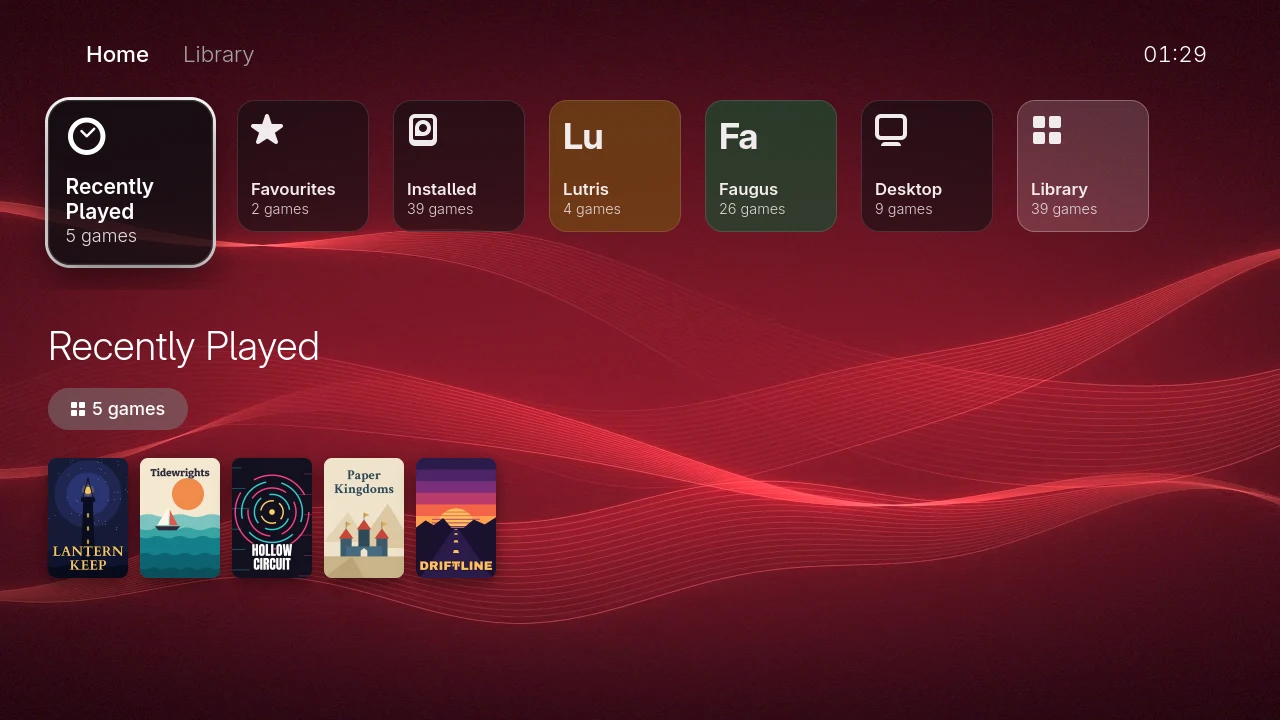 Home Library 01:29
Recently
Played
5 games
Favourites
2 games
Installed
39 games
Lu
Lutris
4 games
Fa
Faugus
26 games
Desktop
9 games
Library
39 games
Recently Played
5 games
LANTERN
KEEP
Tidewrights
HOLLOW
CIRCUIT
Paper
Kingdoms
DRIFTLINE